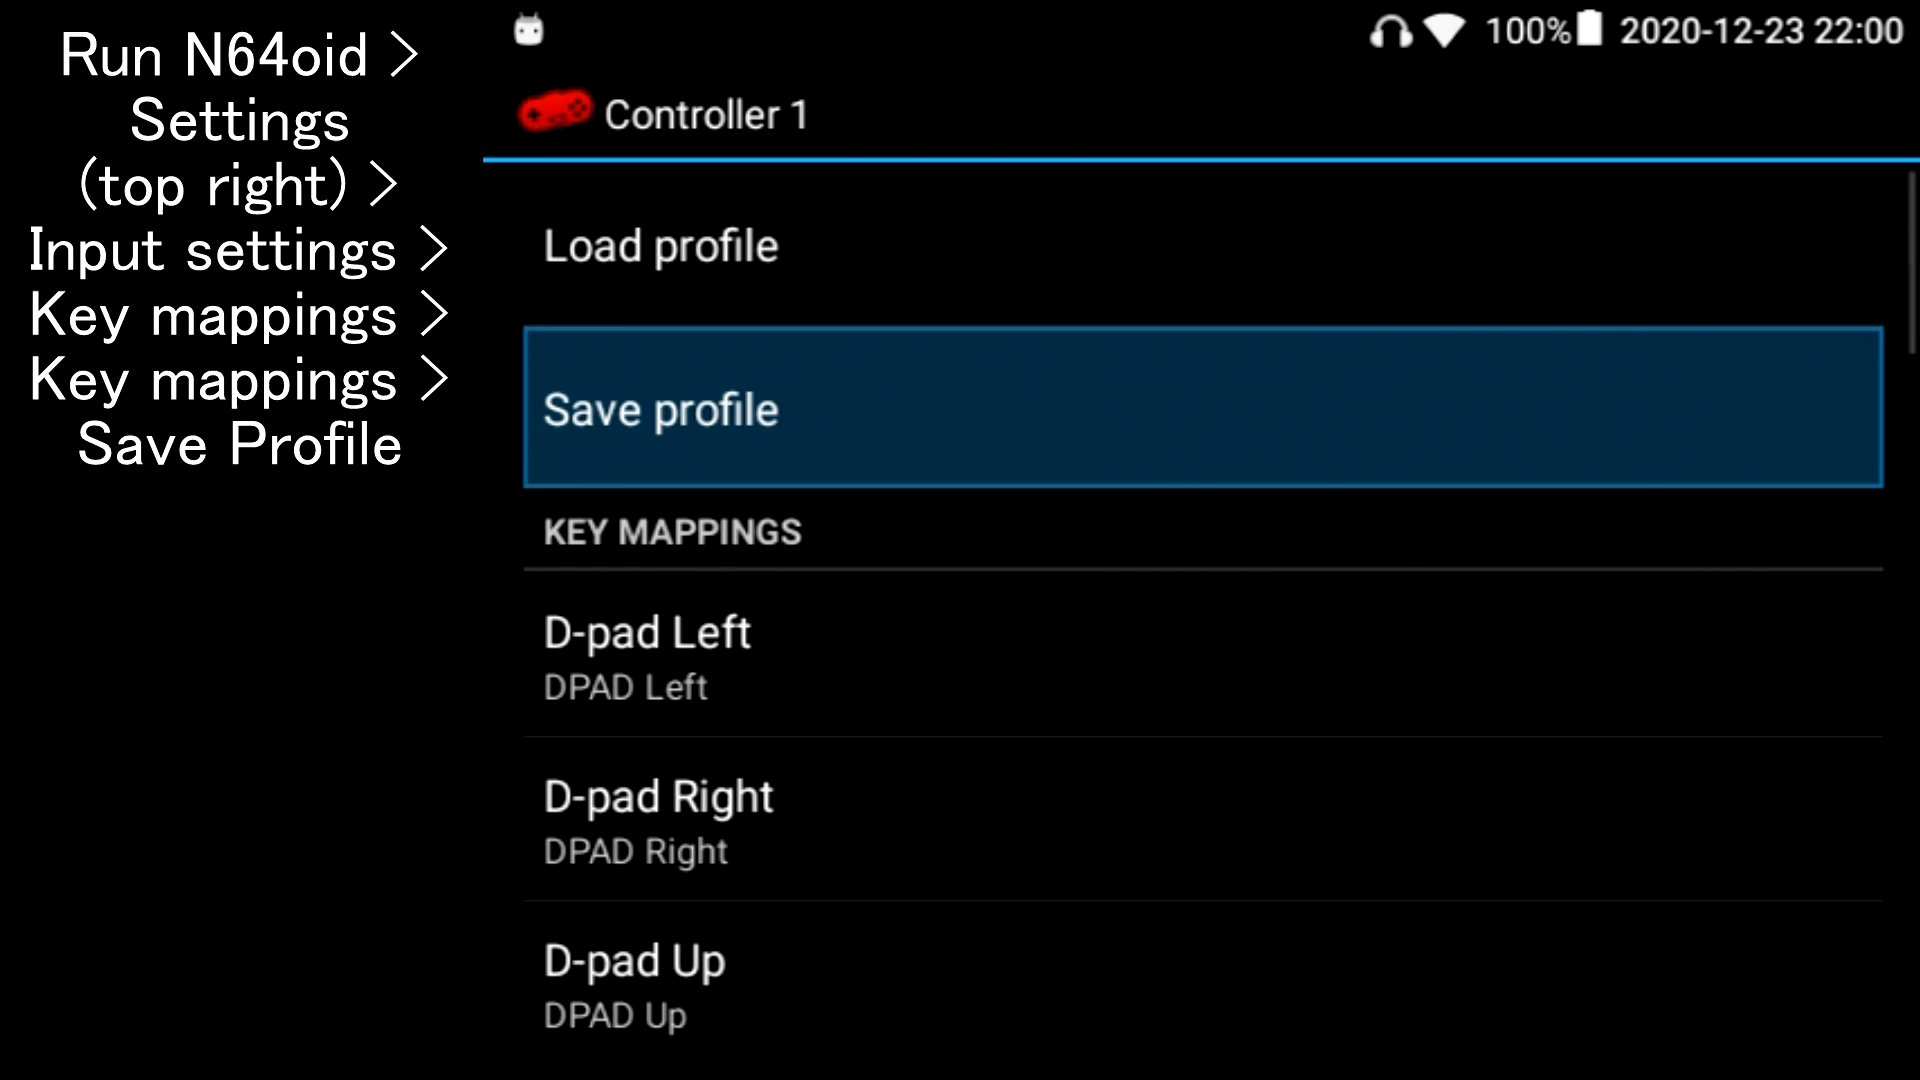 Run N64oid >
Settings
(top right) >
Input settings >
Key mappings >
Key mappings >
Save Profile
100% 2020-12-23 22:00
Controller 1
Load profile
Save profile
KEY MAPPINGS
D-pad Left
DPAD Left
D-pad Right
DPAD Right
D-pad Up
DPAD Up